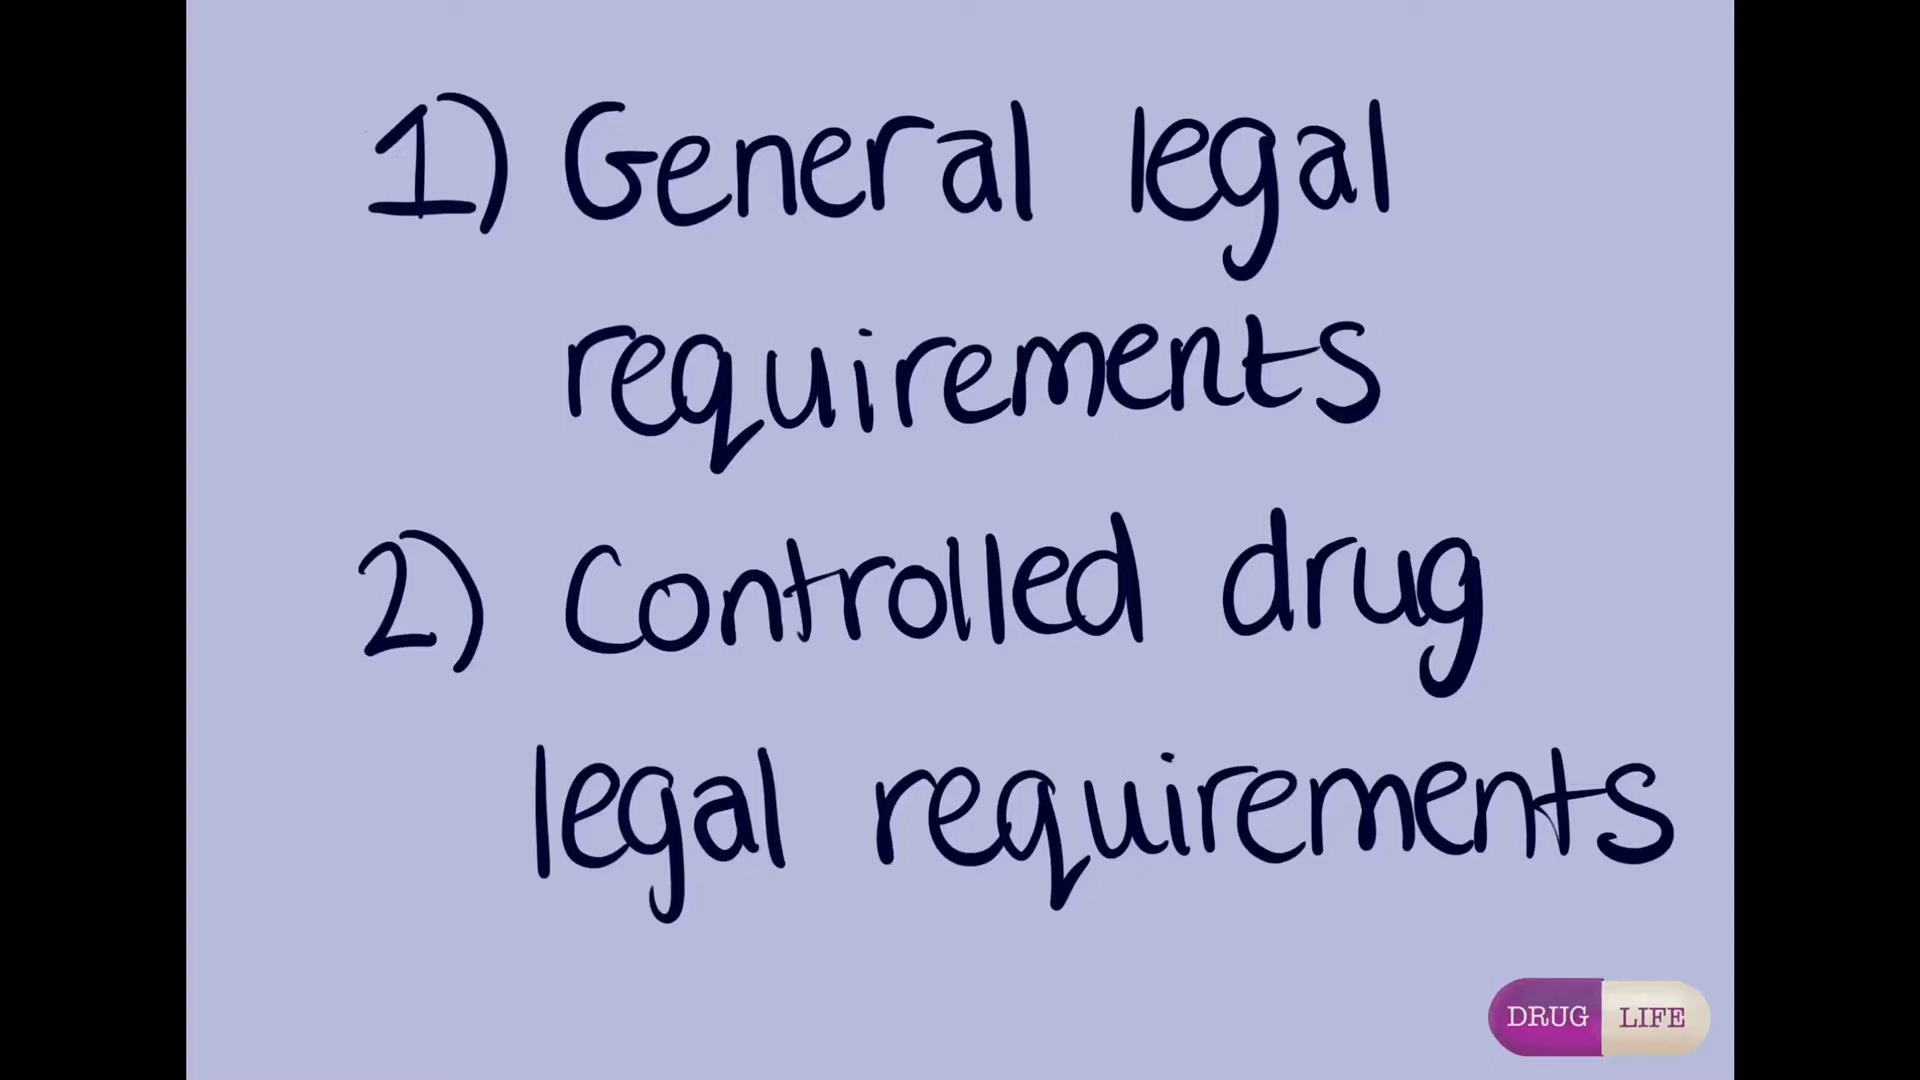 1) General legal
requirements
2) Controlled drug
legal requirements
DRUG LIFE